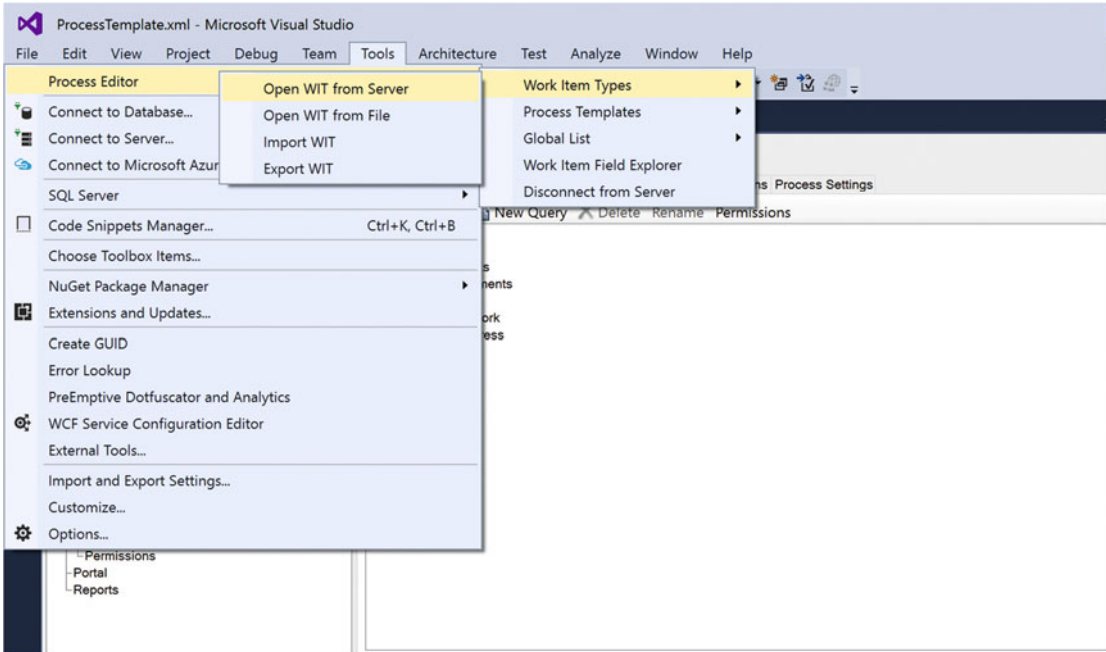 ProcessTemplate.xml - Microsoft Visual Studio
File Edit View Project Debug Team Tools Architecture Test Analyze Window Help
Process Editor
Connect to Database...
Connect to Server...
Connect to Microsoft Azur
SQL Server
Code Snippets Manager... Ctrl+K, Ctrl+B
Choose Toolbox Items...
NuGet Package Manager
Extensions and Updates...
Create GUID
Error Lookup
PreEmptive Dotfuscator and Analytics
WCF Service Configuration Editor
External Tools...
Import and Export Settings...
Customize...
Options...
Open WIT from Server
Open WIT from File
Import WIT
Export WIT
Work Item Types
Process Templates
Global List
Work Item Field Explorer
Disconnect from Server
Process Settings
New Query Delete Rename Permissions
Permissions
Portal
Reports